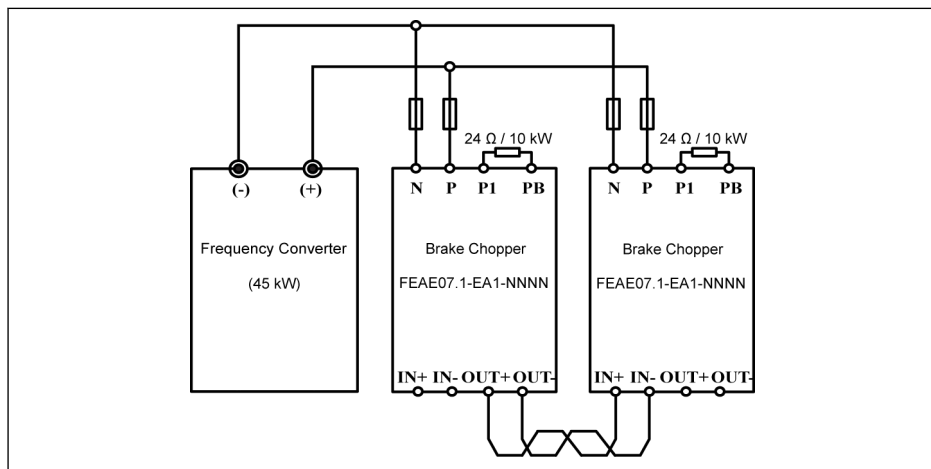 24 Ω / 10 kW
24 Ω / 10 kW
(-) (+)
N P P1 PB
N P P1 PB
Frequency Converter
(45 kW)
Brake Chopper
FEAE07.1-EA1-NNNN
Brake Chopper
FEAE07.1-EA1-NNNN
IN+ IN- OUT+ OUT-
IN+ IN- OUT+ OUT-